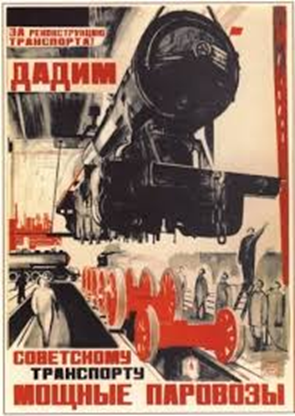 ЗА РЕКОНСТРУКЦИЮ
ТРАНСПОРТА!
ДАДИМ
СОВЕТСКОМУ
ТРАНСПОРТУ
МОЩНЫЕ ПАРОВОЗЫ